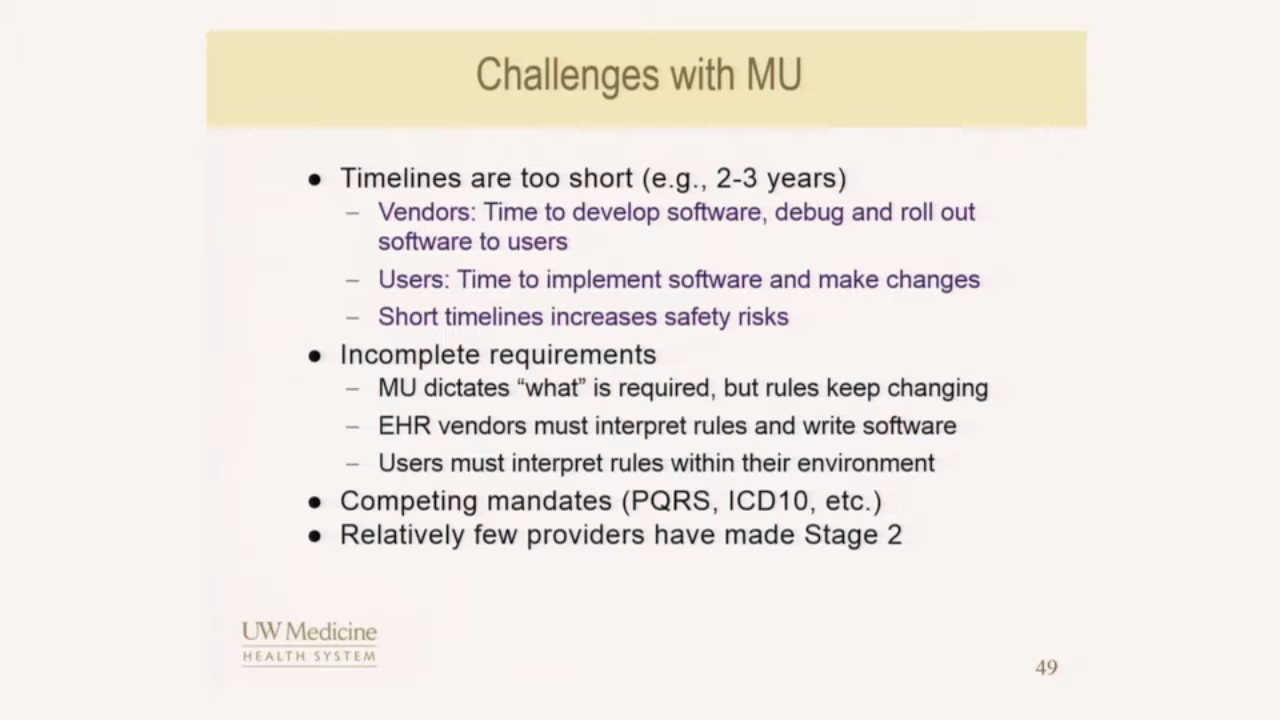 Challenges with MU
● Timelines are too short (e.g., 2-3 years)
– Vendors: Time to develop software, debug and roll out
software to users
– Users: Time to implement software and make changes
– Short timelines increases safety risks
● Incomplete requirements
– MU dictates “what” is required, but rules keep changing
– EHR vendors must interpret rules and write software
– Users must interpret rules within their environment
● Competing mandates (PQRS, ICD10, etc.)
● Relatively few providers have made Stage 2
UW Medicine
HEALTH SYSTEM
49